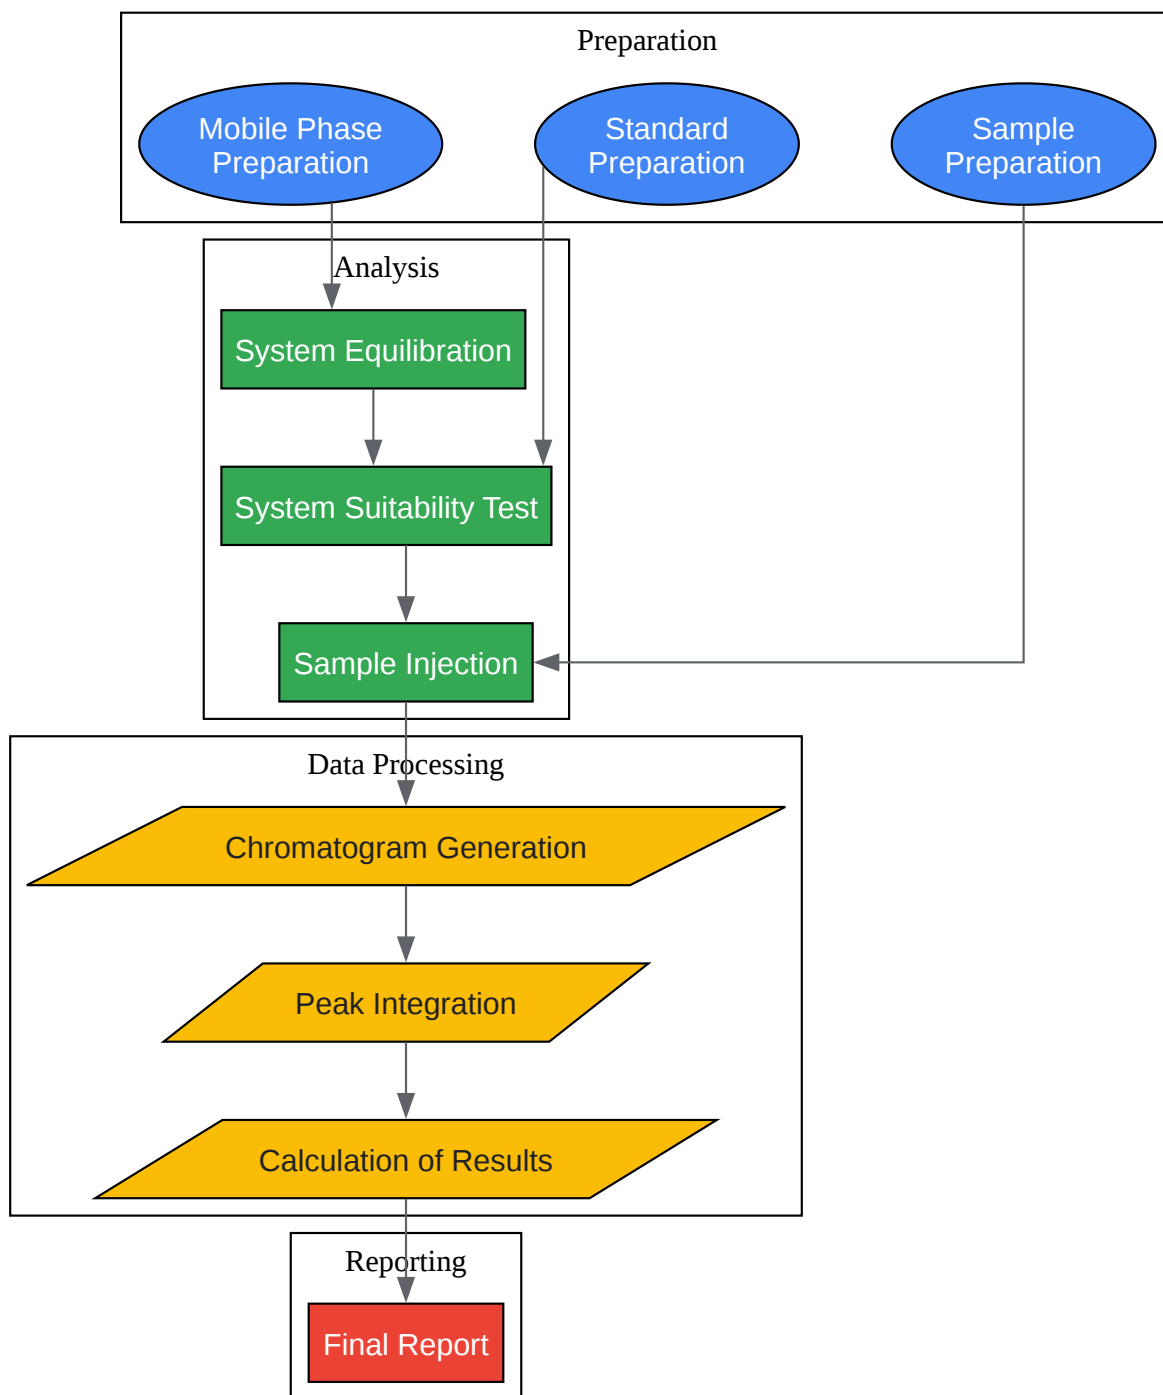 Preparation
Mobile Phase
Preparation
Standard
Preparation
Sample
Preparation
Analysis
System Equilibration
System Suitability Test
Sample Injection
Data Processing
Chromatogram Generation
Peak Integration
Calculation of Results
Reporting
Final Report